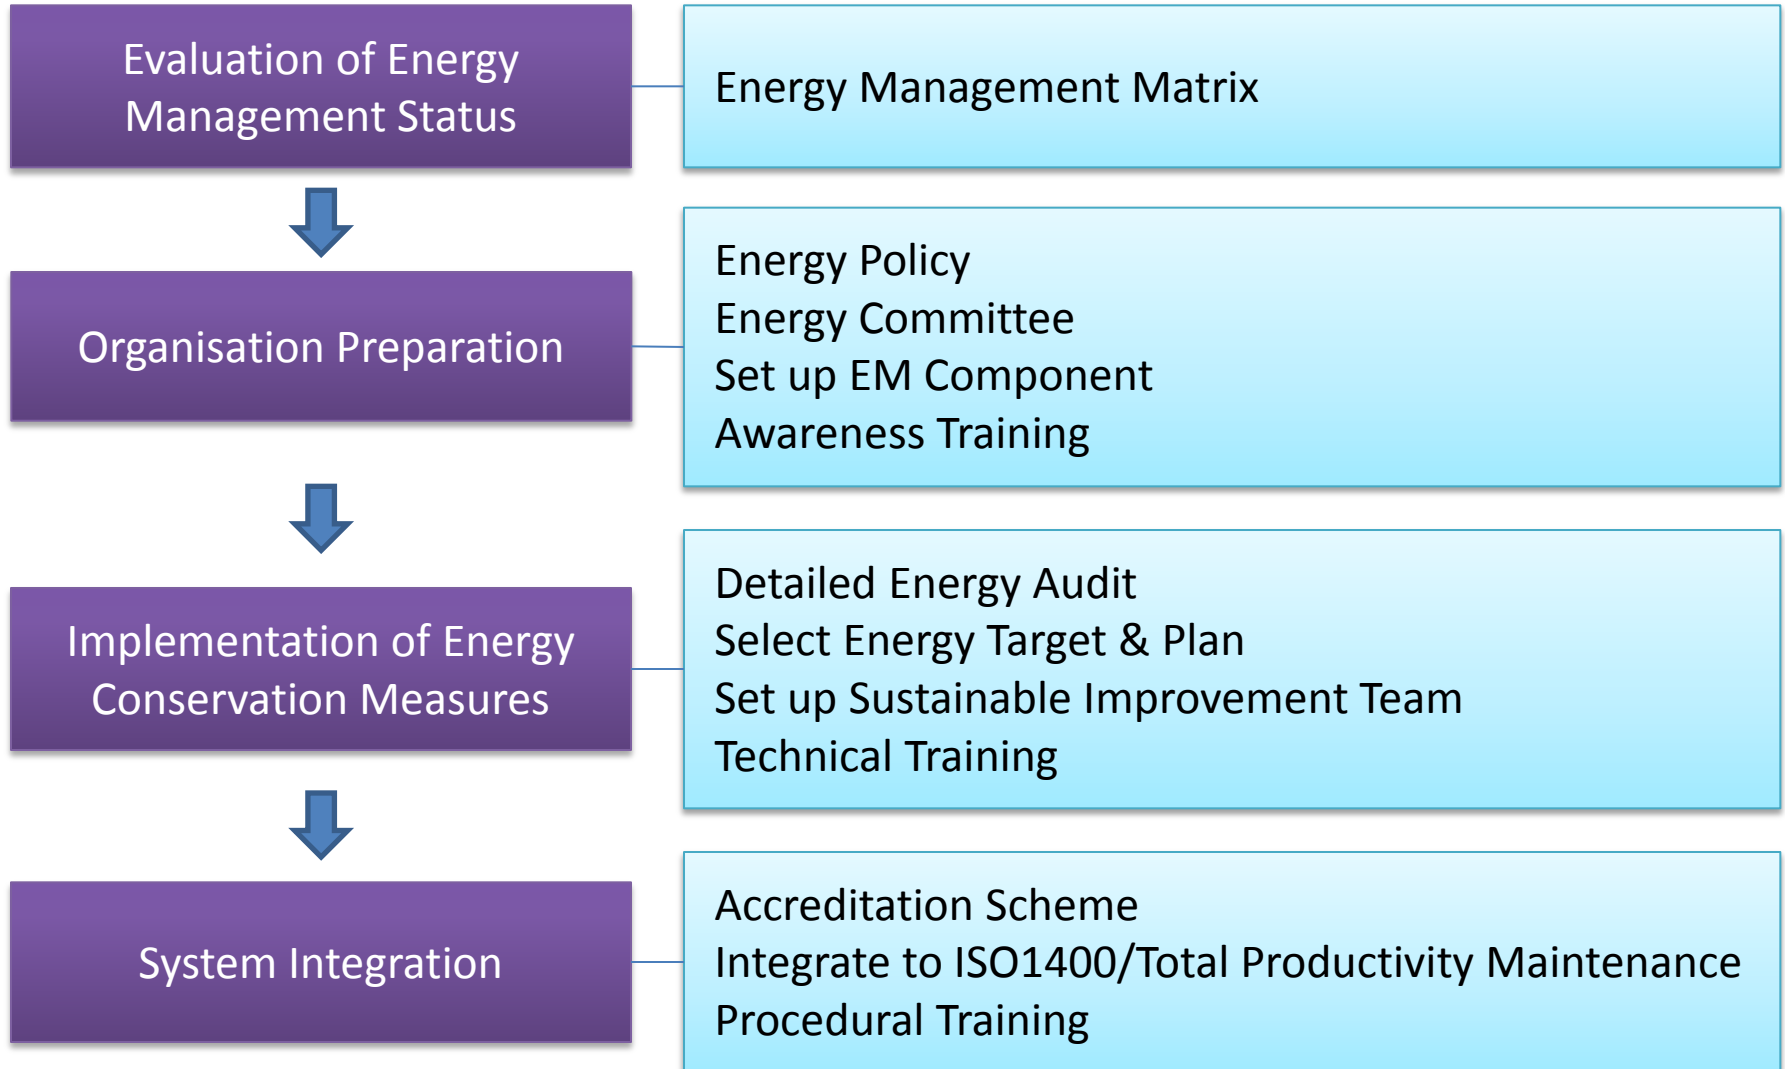 Evaluation of Energy
Management Status
Energy Management Matrix
Organisation Preparation
Energy Policy
Energy Committee
Set up EM Component
Awareness Training
Implementation of Energy
Conservation Measures
Detailed Energy Audit
Select Energy Target & Plan
Set up Sustainable Improvement Team
Technical Training
System Integration
Accreditation Scheme
Integrate to ISO1400/Total Productivity Maintenance
Procedural Training